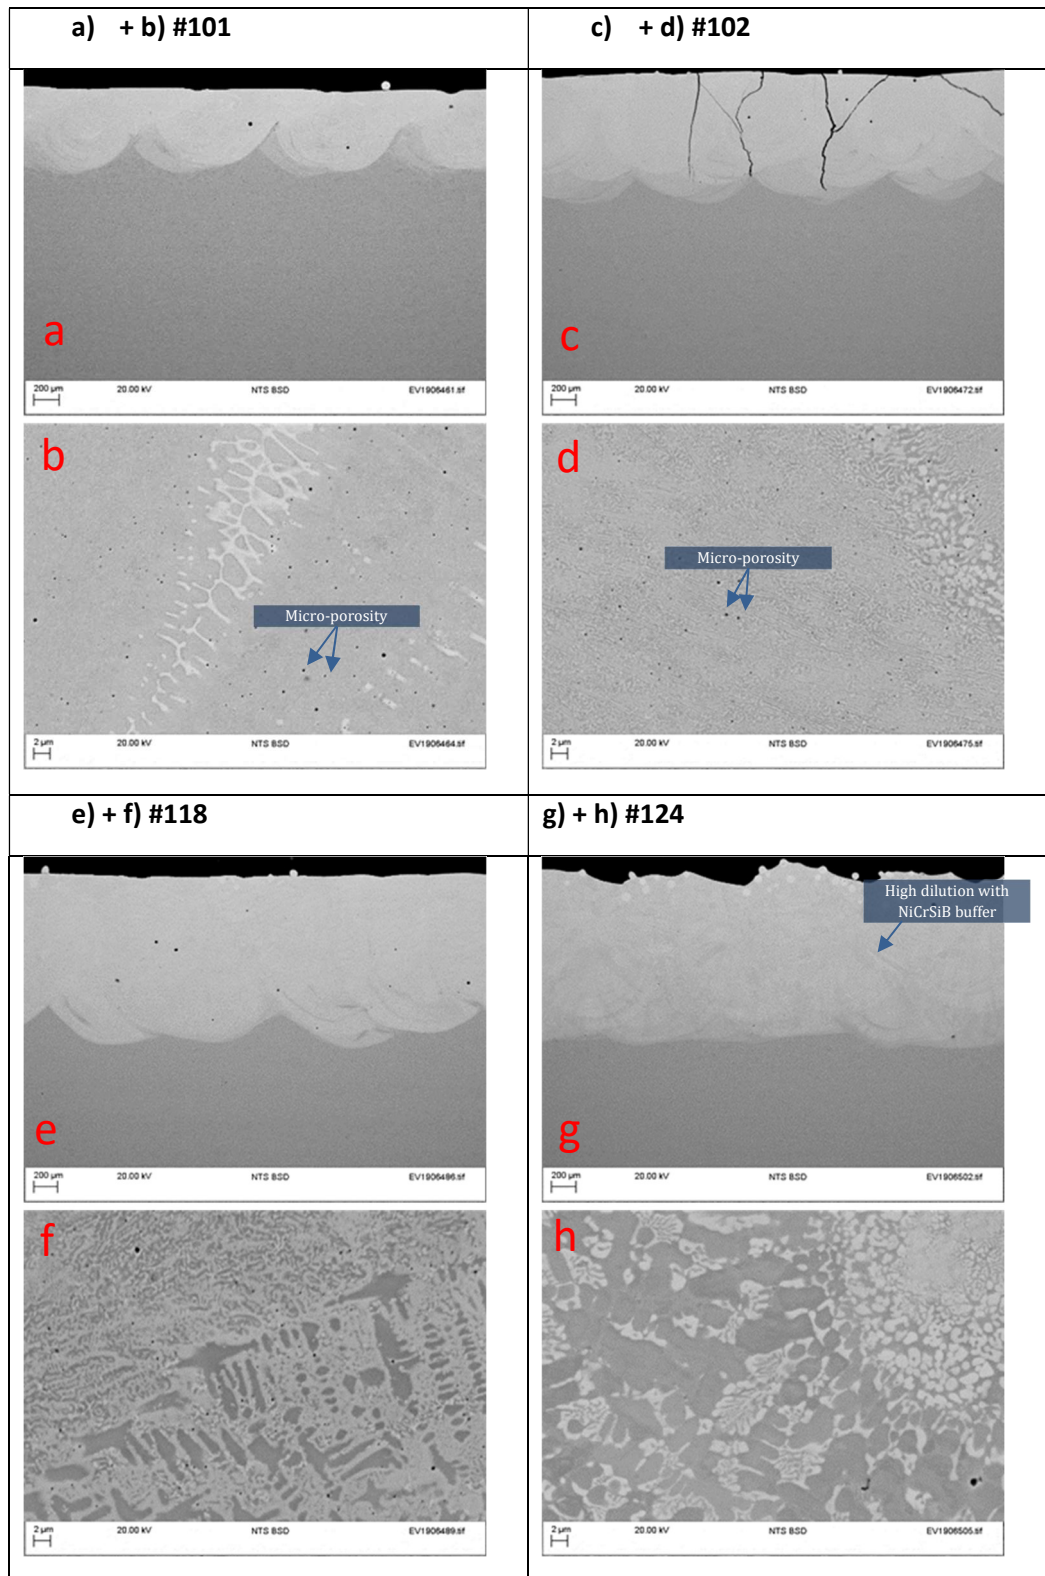 a) + b) #101
c) + d) #102
a
200 µm 20.00 kV NTS BSD EV1906461.tif
c
200 µm 20.00 kV NTS BSD EV1906472.tif
b
Micro-porosity
2 µm 20.00 kV NTS BSD EV1906464.tif
d
Micro-porosity
2 µm 20.00 kV NTS BSD EV1906475.tif
e) + f) #118
g) + h) #124
e
200 µm 20.00 kV NTS BSD EV1906486.tif
High dilution with
NiCrSiB buffer
g
200 µm 20.00 kV NTS BSD EV1906502.tif
f
2 µm 20.00 kV NTS BSD EV1906489.tif
h
2 µm 20.00 kV NTS BSD EV1906505.tif